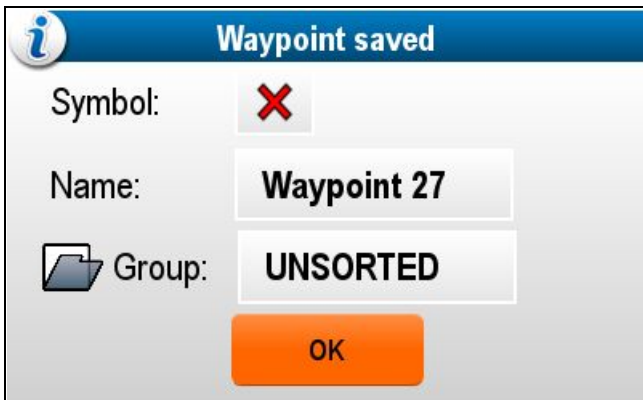 Waypoint saved
Symbol:
Name: Waypoint 27
Group: UNSORTED
OK